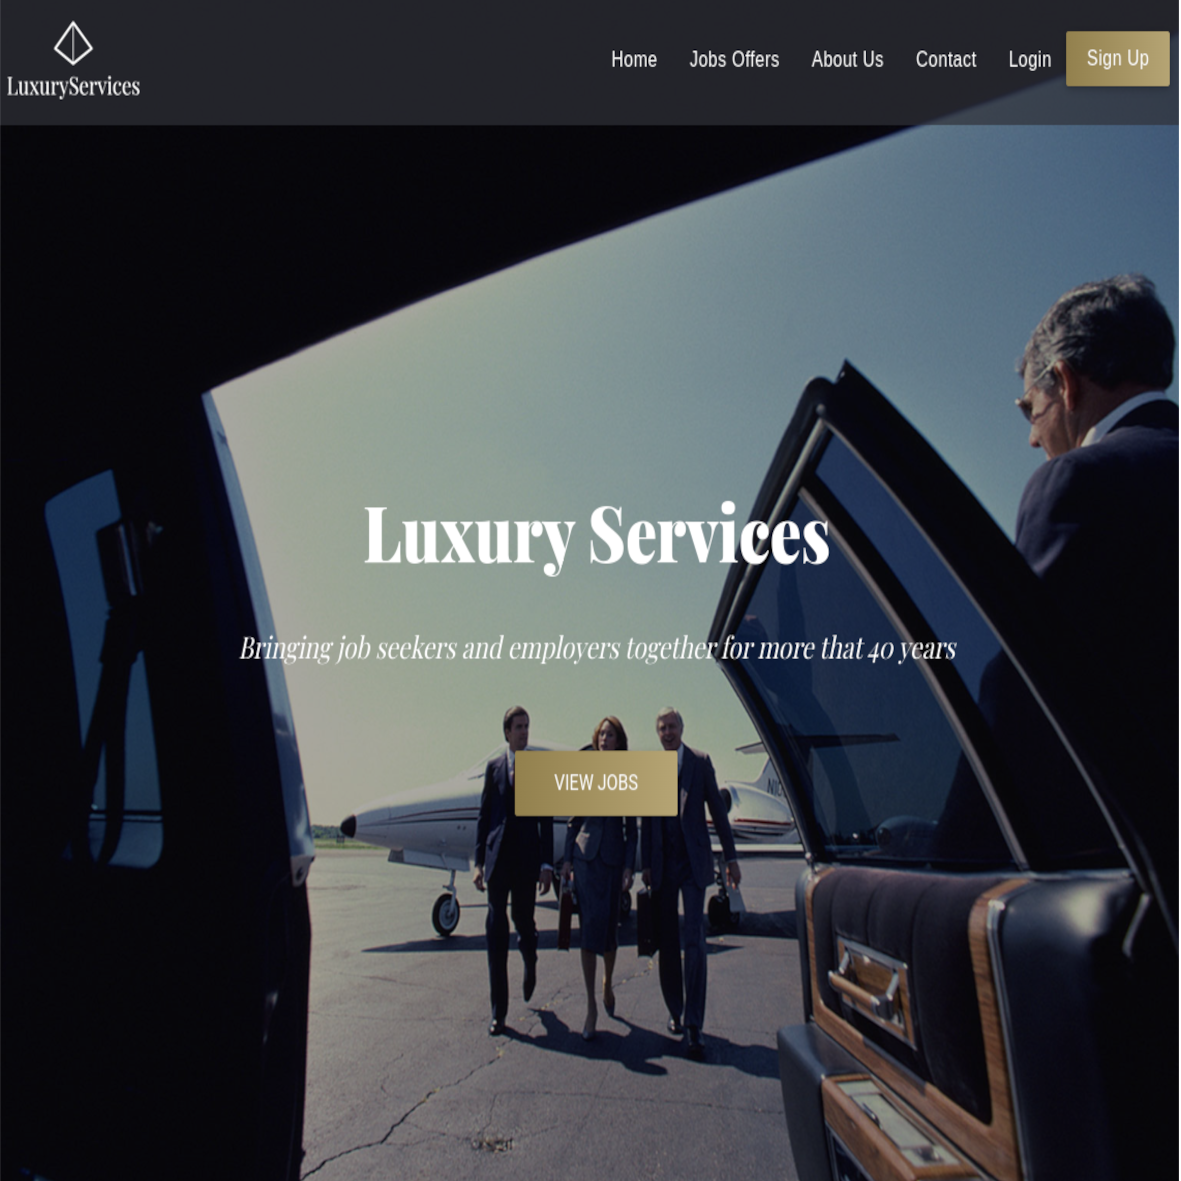 LuxuryServices
Home
Jobs Offers
About Us
Contact
Login
Sign Up
Luxury Services
Bringing job seekers and employers together for more that 40 years
VIEW JOBS